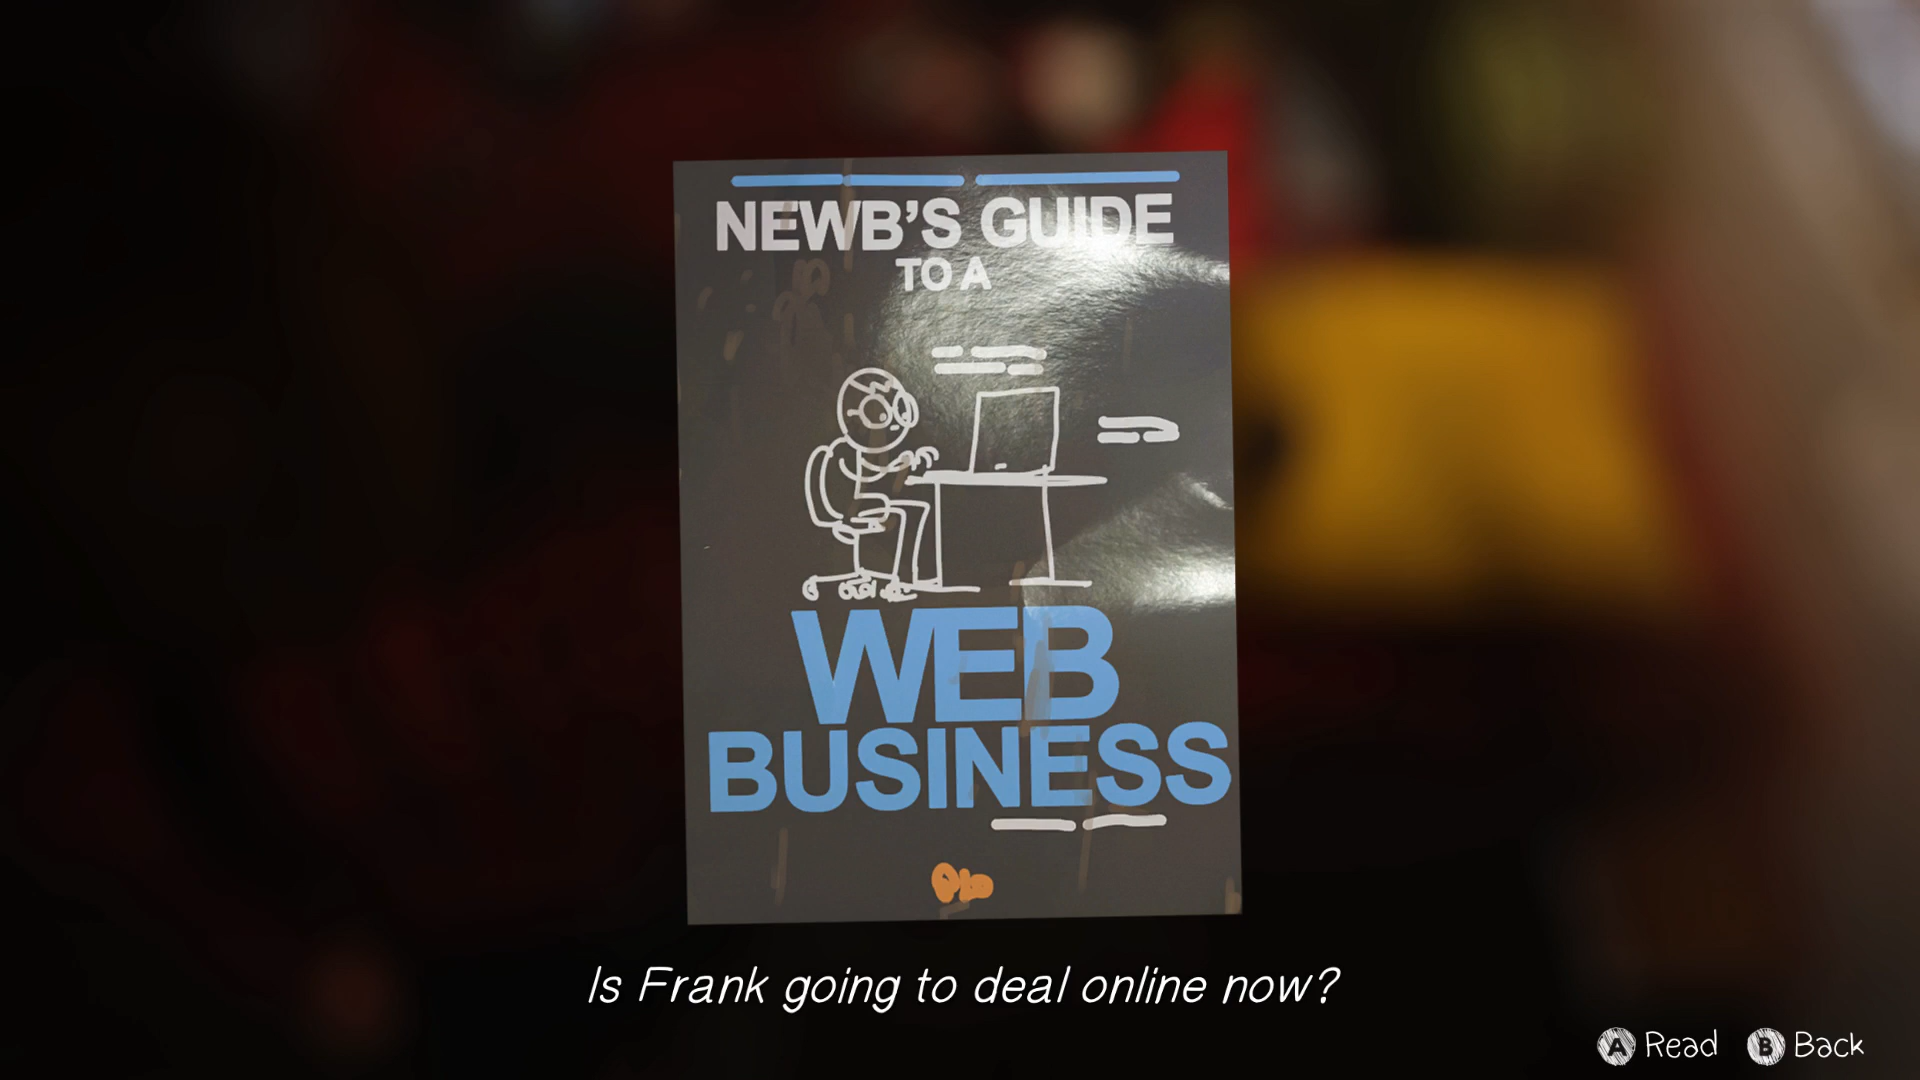 NEWB'S GUIDE
TO A
WEB
BUSINESS
Is Frank going to deal online now?
A Read B Back